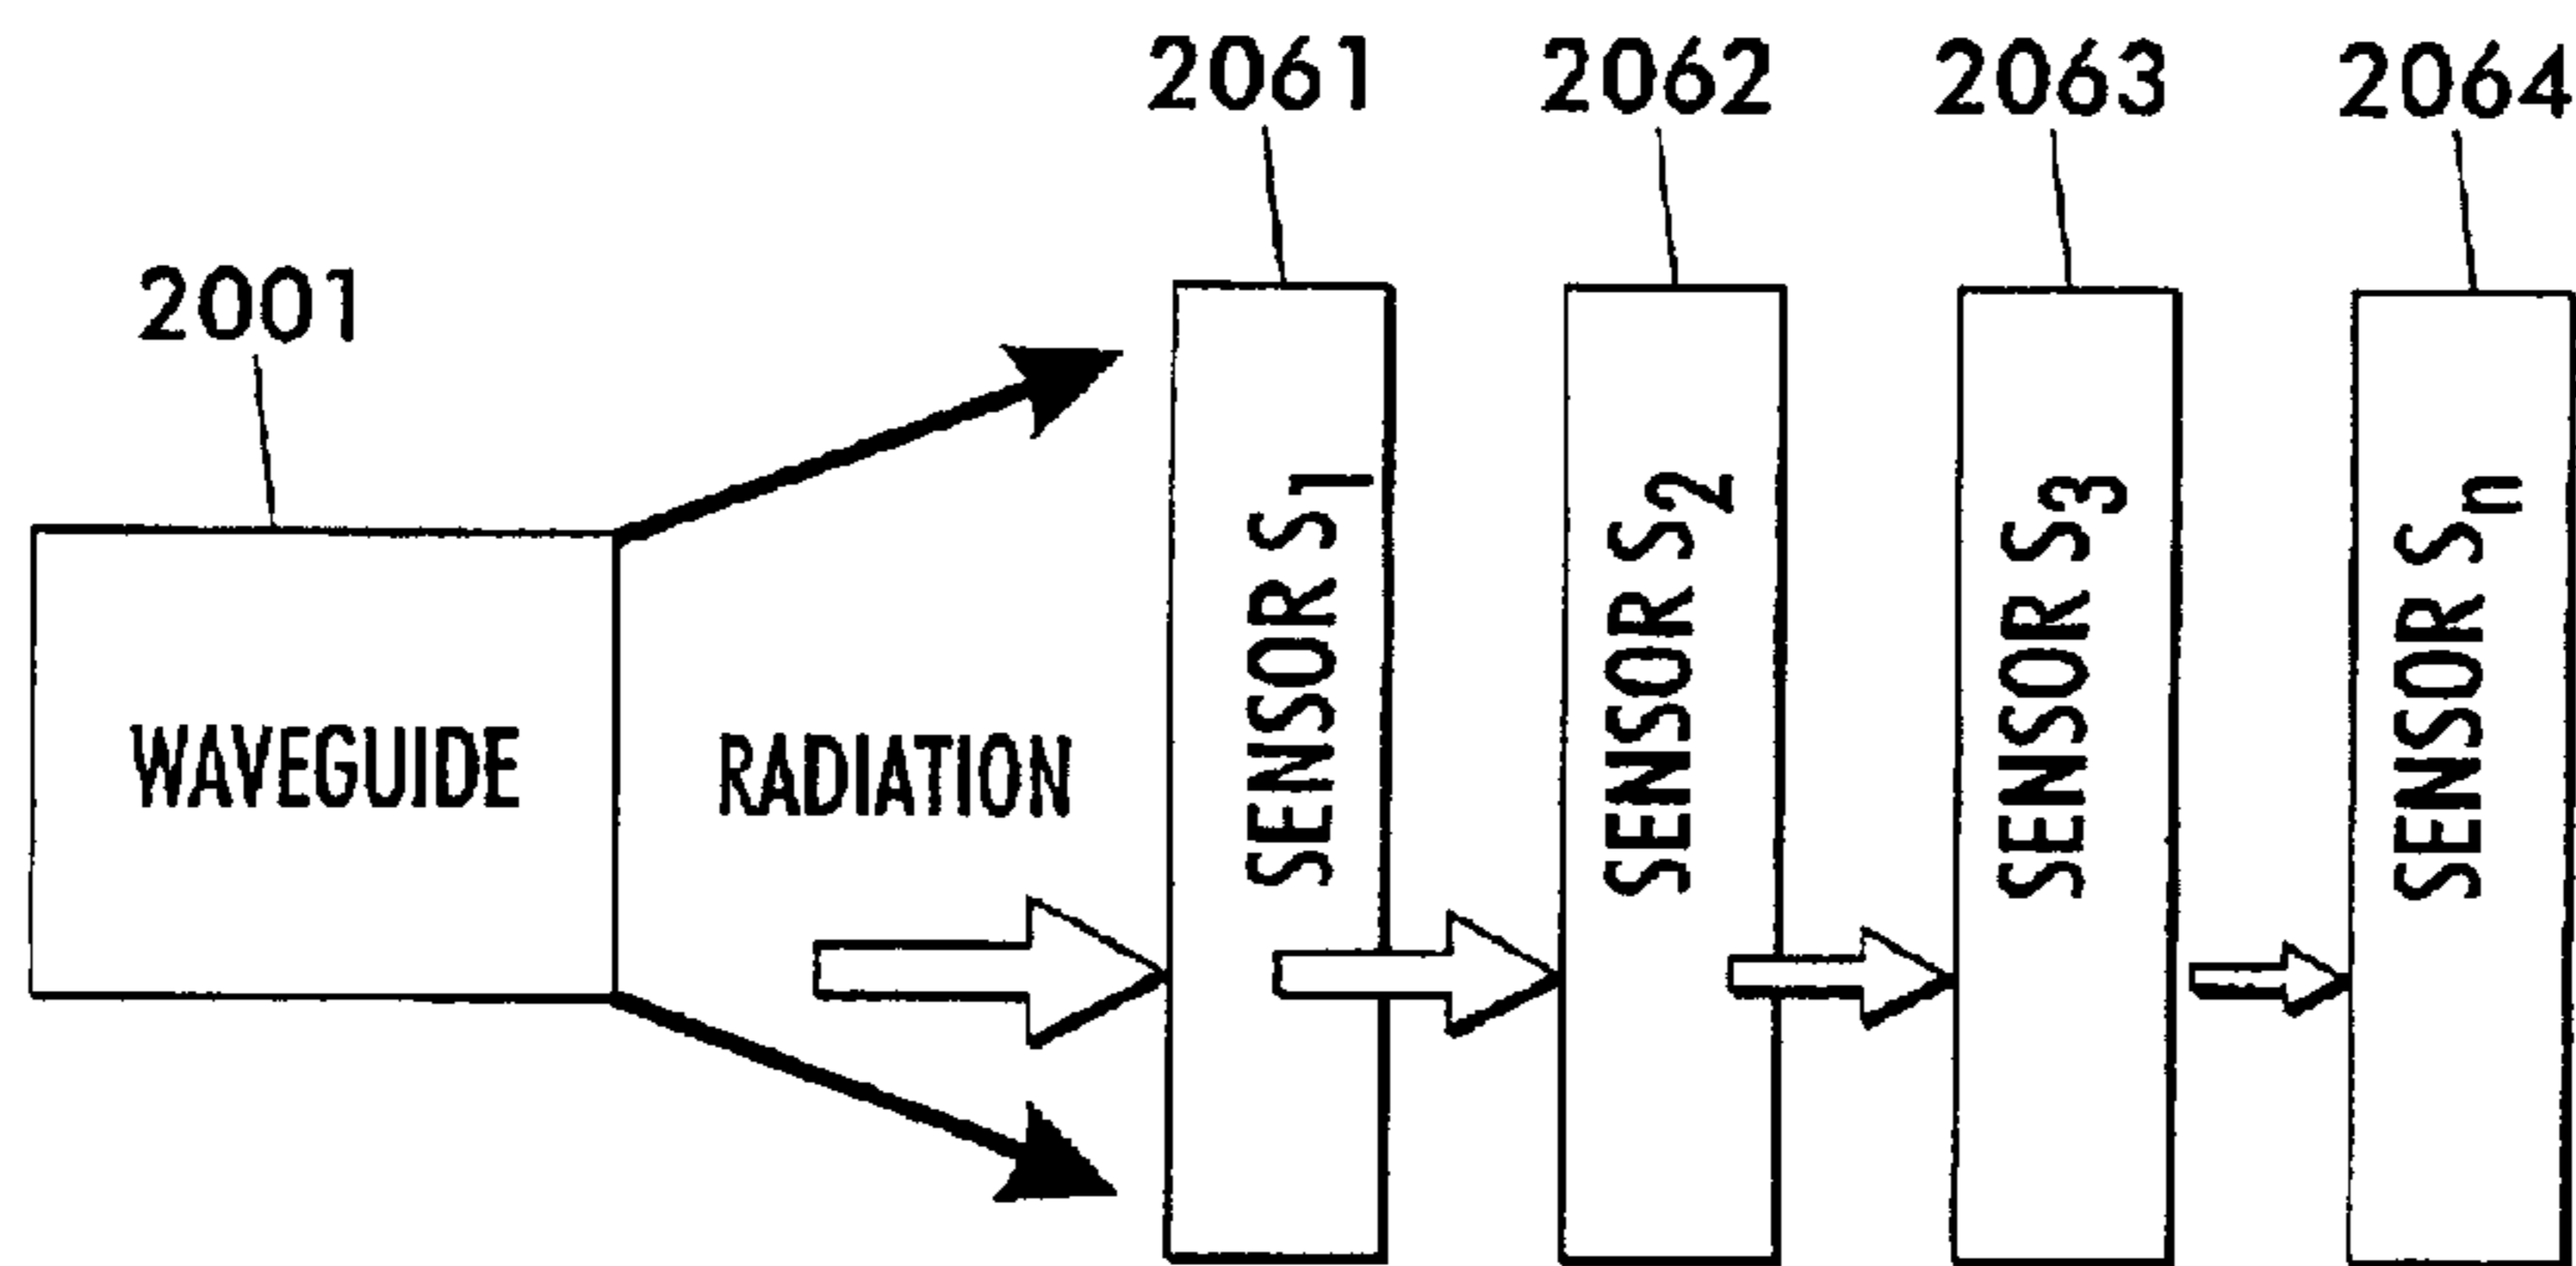 2061 2062 2063 2064
2001
WAVEGUIDE
RADIATION
SENSOR S1
SENSOR S2
SENSOR S3
SENSOR Sn